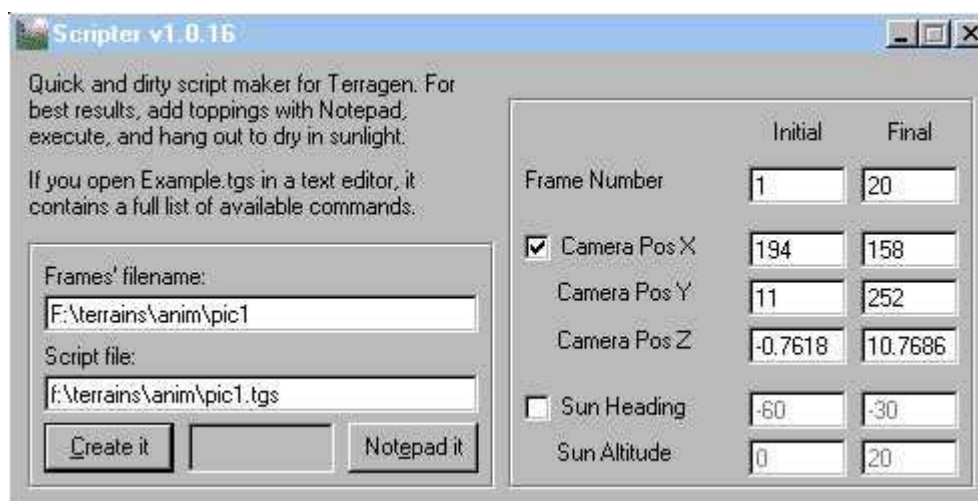 Scripter v1.0.16
Quick and dirty script maker for Terragen. For
best results, add toppings with Notepad,
execute, and hang out to dry in sunlight.
If you open Example.tgs in a text editor, it
contains a full list of available commands.
Frames' filename:
F:\terrains\anim\pic1
Script file:
f:\terrains\anim\pic1.tgs
Create it
Notepad it
Initial Final
Frame Number 1 20
Camera Pos X 194 158
Camera Pos Y 11 252
Camera Pos Z -0.7618 10.7686
Sun Heading -60 -30
Sun Altitude 0 20